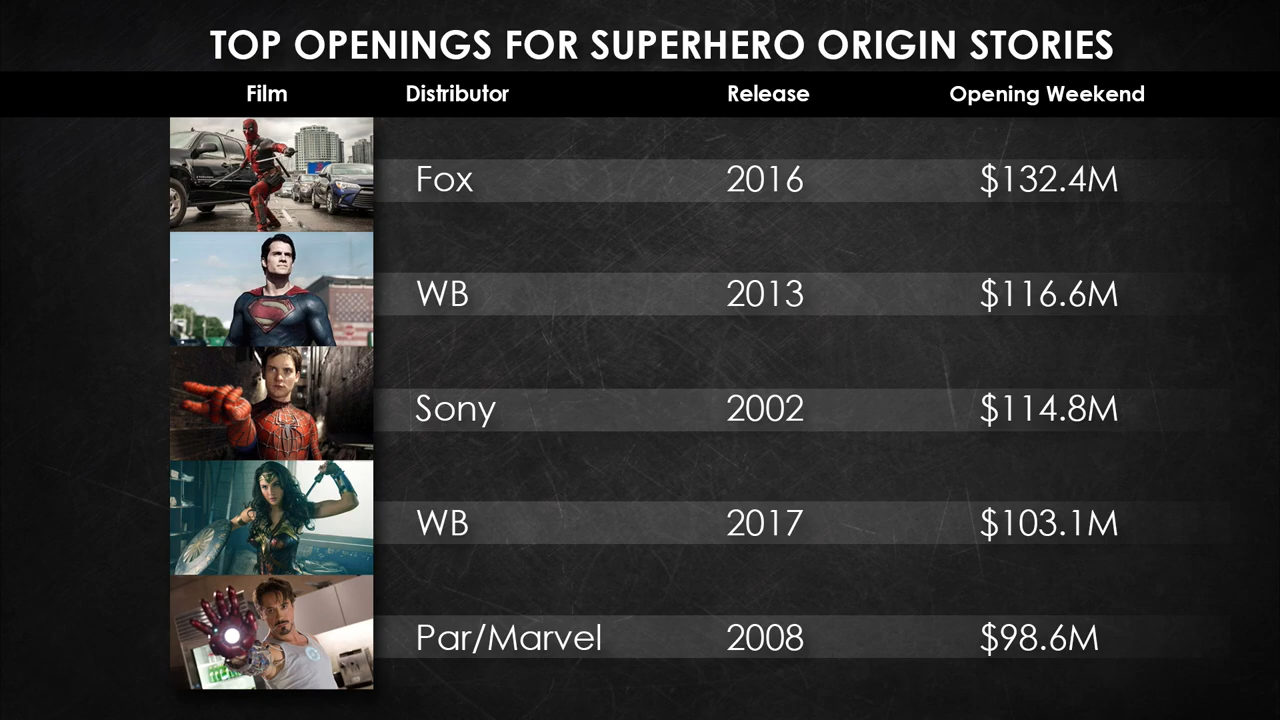 TOP OPENINGS FOR SUPERHERO ORIGIN STORIES
Film Distributor Release Opening Weekend
Fox 2016 $132.4M
WB 2013 $116.6M
Sony 2002 $114.8M
WB 2017 $103.1M
Par/Marvel 2008 $98.6M